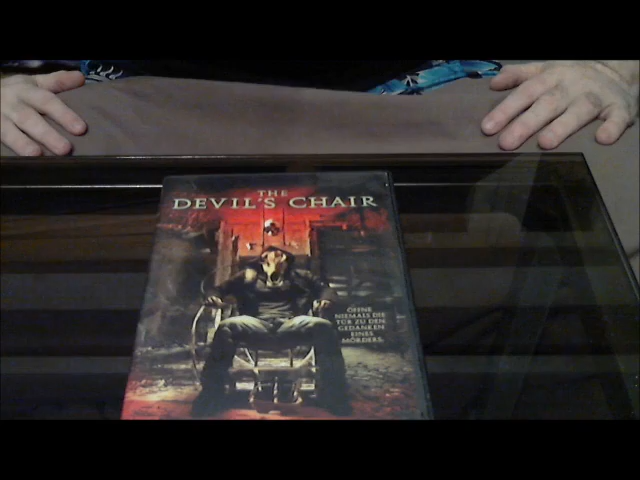 THE
DEVIL'S CHAIR
ÖFFNE
NIEMALS DIE
TÜR ZU DEN
GEDANKEN
EINES
MÖRDERS.